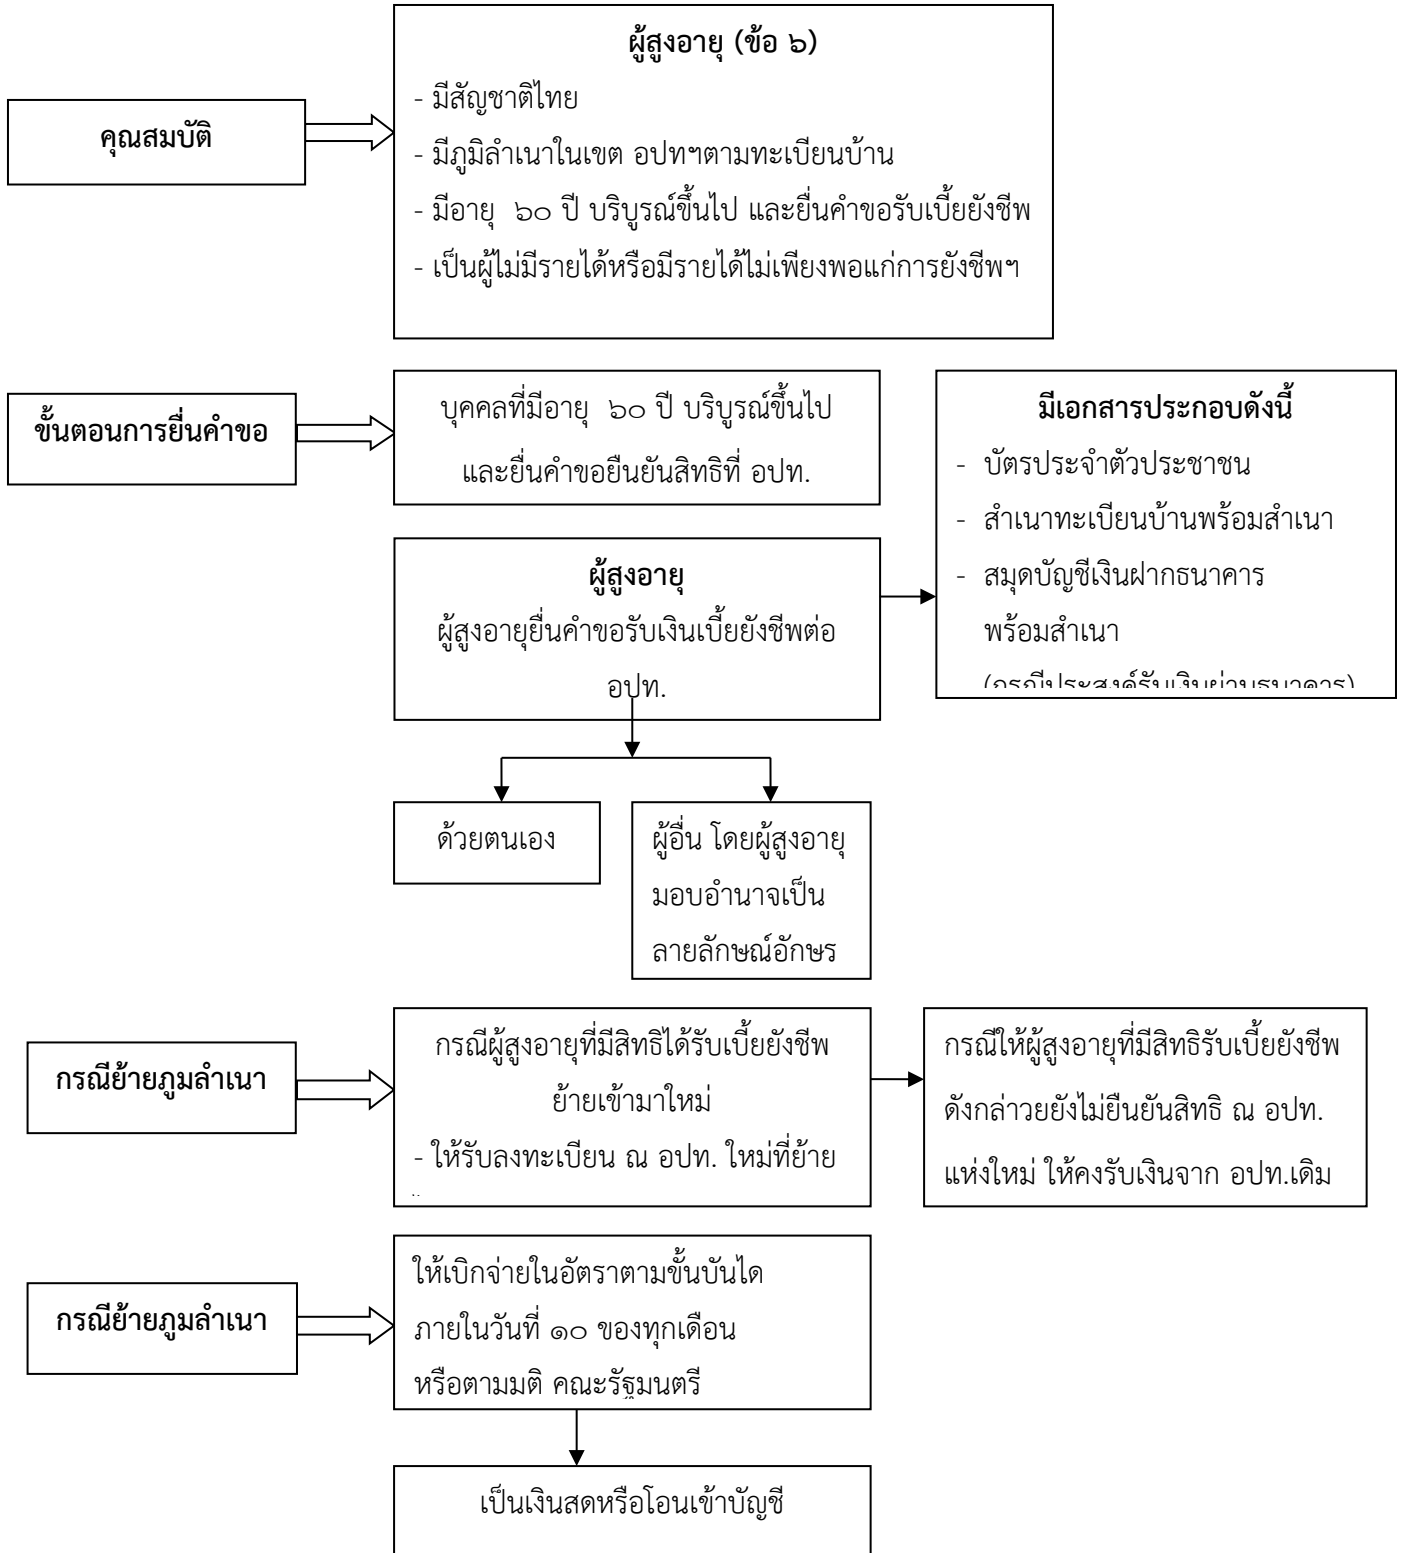 ผู้สูงอายุ (ข้อ ๖)
- มีสัญชาติไทย
- มีภูมิลำเนาในเขต อปทฯตามทะเบียนบ้าน
- มีอายุ ๖๐ ปี บริบูรณ์ขึ้นไป และยื่นคำขอรับเบี้ยยังชีพ
- เป็นผู้ไม่มีรายได้หรือมีรายได้ไม่เพียงพอแก่การยังชีพฯ
คุณสมบัติ
ขั้นตอนการยื่นคำขอ
บุคคลที่มีอายุ ๖๐ ปี บริบูรณ์ขึ้นไป
และยื่นคำขอยืนยันสิทธิที่ อปท.
มีเอกสารประกอบดังนี้
- บัตรประจำตัวประชาชน
- สำเนาทะเบียนบ้านพร้อมสำเนา
- สมุดบัญชีเงินฝากธนาคาร
พร้อมสำเนา
(กรณีประสงค์รับเงินผ่านธนาคาร)
ผู้สูงอายุ
ผู้สูงอายุยื่นคำขอรับเงินเบี้ยยังชีพต่อ
อปท.
ด้วยตนเอง
ผู้อื่น โดยผู้สูงอายุ
มอบอำนาจเป็น
ลายลักษณ์อักษร
กรณีย้ายภูมลำเนา
กรณีผู้สูงอายุที่มีสิทธิได้รับเบี้ยยังชีพ
ย้ายเข้ามาใหม่
- ให้รับลงทะเบียน ณ อปท. ใหม่ที่ย้าย
กรณีให้ผู้สูงอายุที่มีสิทธิรับเบี้ยยังชีพ
ดังกล่าวยยังไม่ยืนยันสิทธิ ณ อปท.
แห่งใหม่ ให้คงรับเงินจาก อปท.เดิม
กรณีย้ายภูมลำเนา
ให้เบิกจ่ายในอัตราตามขั้นบันได
ภายในวันที่ ๑๐ ของทุกเดือน
หรือตามมติ คณะรัฐมนตรี
เป็นเงินสดหรือโอนเข้าบัญชี